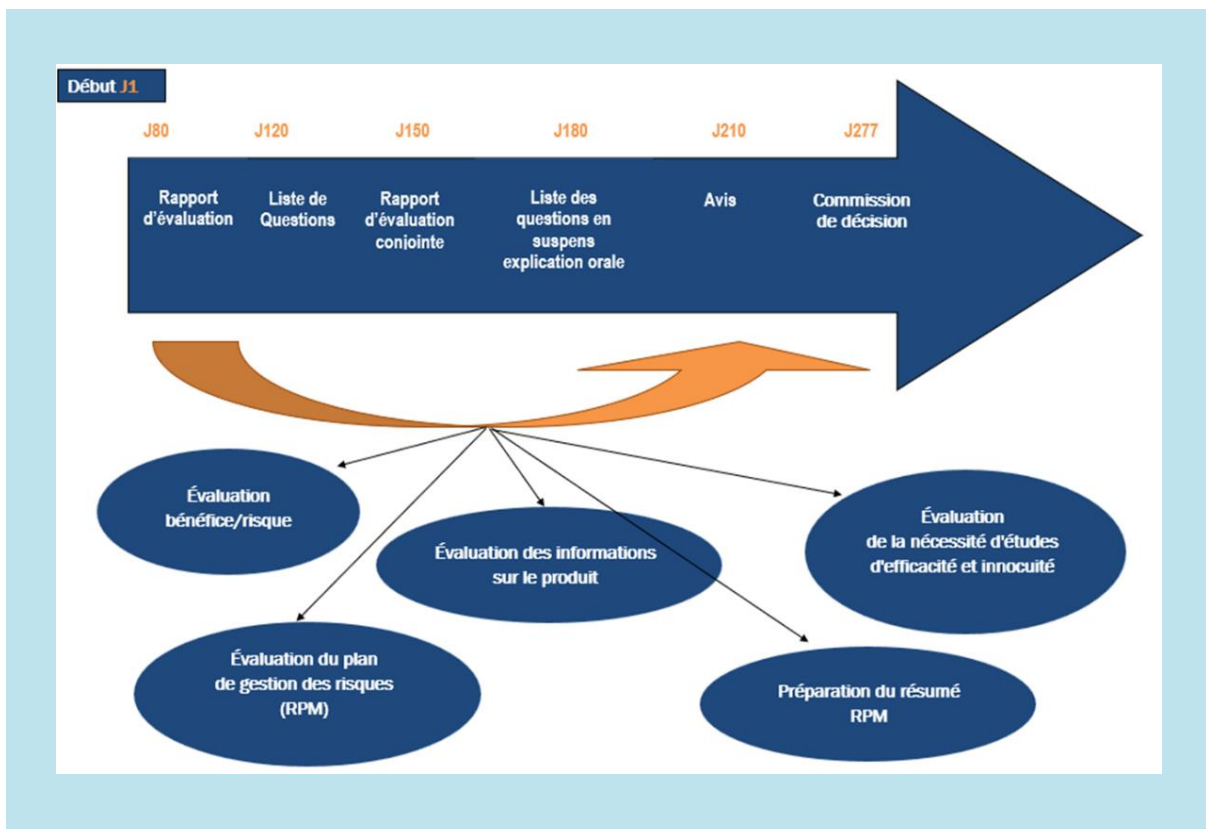 Début J1
J80
J120
J150
J180
J210
J277
Rapport
d'évaluation
Liste de
Questions
Rapport
d'évaluation
conjointe
Liste des
questions en
suspens
explication orale
Avis
Commission
de décision
Évaluation
bénéfice/risque
Évaluation des informations
sur le produit
Évaluation
de la nécessité d'études
d'efficacité et innocuité
Évaluation du plan
de gestion des risques
(RPM)
Préparation du résumé
RPM